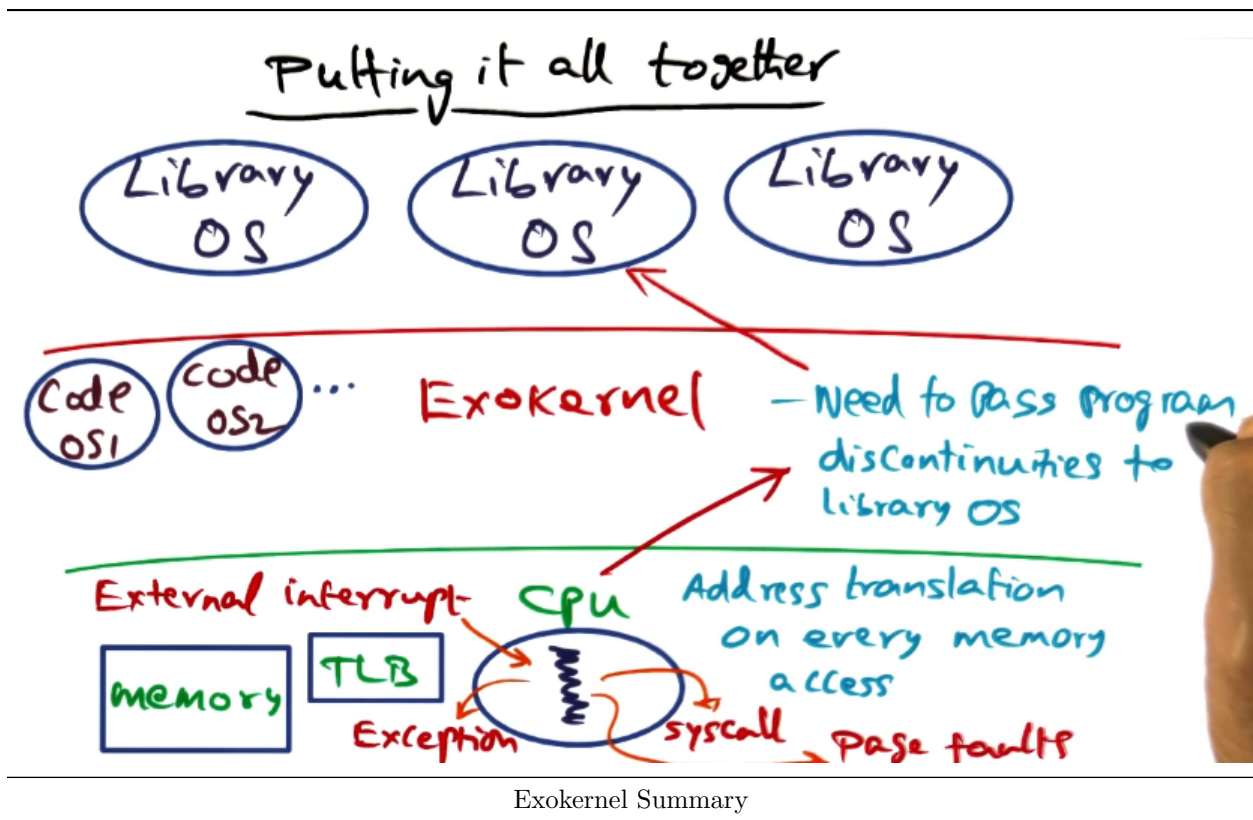 Putting it all together
Library OS
Library OS
Library OS
Code OS1
Code OS2
...
Exokernel
- Need to pass program
discontinuities to
library OS
External interrupt
CPU
Address translation
on every memory
access
memory
TLB
Exception
syscall
Page faults
Exokernel Summary